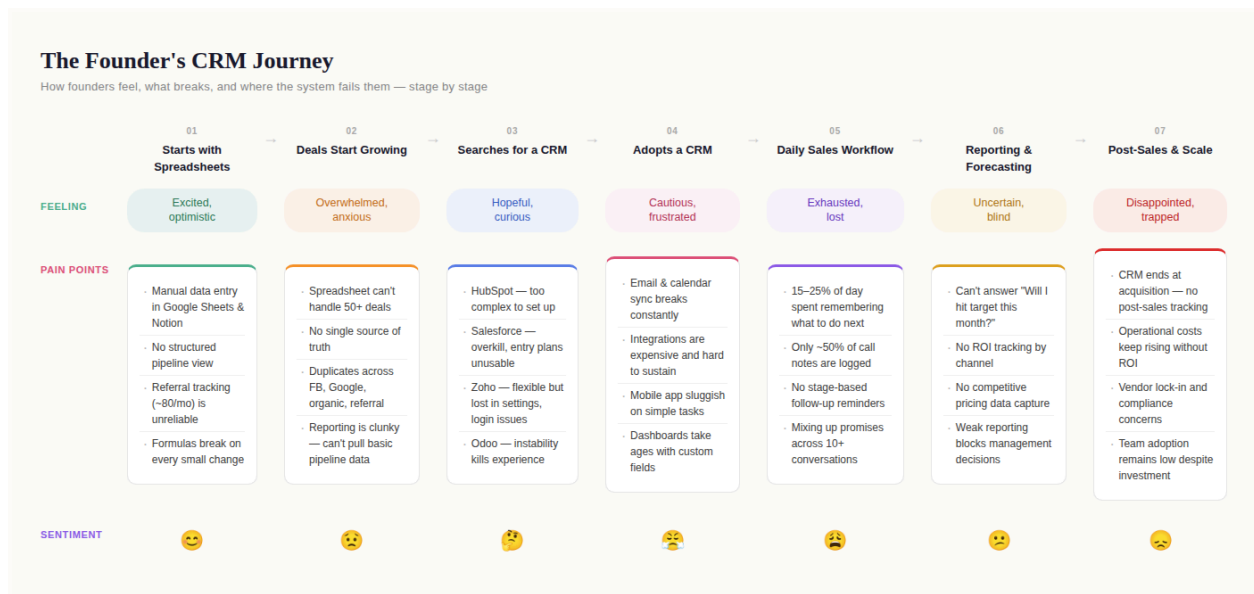 The Founder's CRM Journey
How founders feel, what breaks, and where the system fails them — stage by stage
01
→
02
→
03
→
04
→
05
→
06
→
07
Starts with
Spreadsheets
Deals Start Growing
Searches for a CRM
Adopts a CRM
Daily Sales Workflow
Reporting &
Forecasting
Post-Sales & Scale
FEELING
Excited,
optimistic
Overwhelmed,
anxious
Hopeful,
curious
Cautious,
frustrated
Exhausted,
lost
Uncertain,
blind
Disappointed,
trapped
PAIN POINTS
· Manual data entry
in Google Sheets &
Notion
· No structured
pipeline view
· Referral tracking
(~80/mo) is
unreliable
· Formulas break on
every small change
· Spreadsheet can't
handle 50+ deals
· No single source of
truth
· Duplicates across
FB, Google,
organic, referral
· Reporting is clunky
— can't pull basic
pipeline data
· HubSpot — too
complex to set up
· Salesforce —
overkill, entry plans
unusable
· Zoho — flexible but
lost in settings,
login issues
· Odoo — instability
kills experience
· Email & calendar
sync breaks
constantly
· Integrations are
expensive and hard
to sustain
· Mobile app sluggish
on simple tasks
· Dashboards take
ages with custom
fields
· 15–25% of day
spent remembering
what to do next
· Only ~50% of call
notes are logged
· No stage-based
follow-up reminders
· Mixing up promises
across 10+
conversations
· Can't answer "Will I
hit target this
month?"
· No ROI tracking by
channel
· No competitive
pricing data capture
· Weak reporting
blocks management
decisions
· CRM ends at
acquisition — no
post-sales tracking
· Operational costs
keep rising without
ROI
· Vendor lock-in and
compliance
concerns
· Team adoption
remains low despite
investment
SENTIMENT
😊
😟
🤔
😤
😩
😕
😞